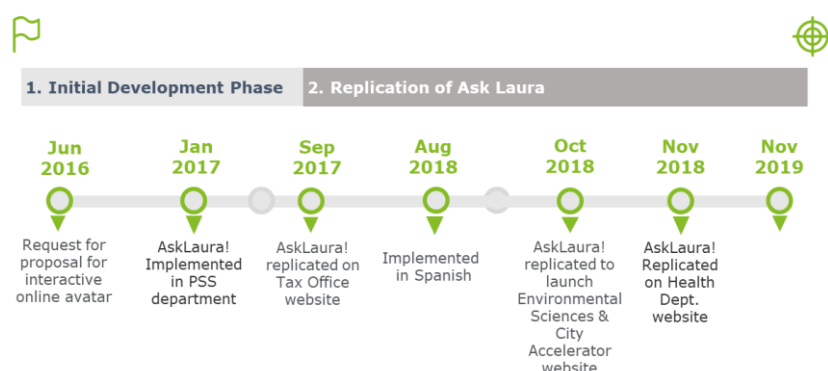 1. Initial Development Phase
2. Replication of Ask Laura
Jun
2016
Jan
2017
Sep
2017
Aug
2018
Oct
2018
Nov
2018
Nov
2019
Request for
proposal for
interactive
online avatar
AskLaura!
Implemented
in PSS
department
AskLaura!
replicated on
Tax Office
website
Implemented
in Spanish
AskLaura!
replicated to
launch
Environmental
Sciences &
City
Accelerator
website
AskLaura!
Replicated
on Health
Dept.
website